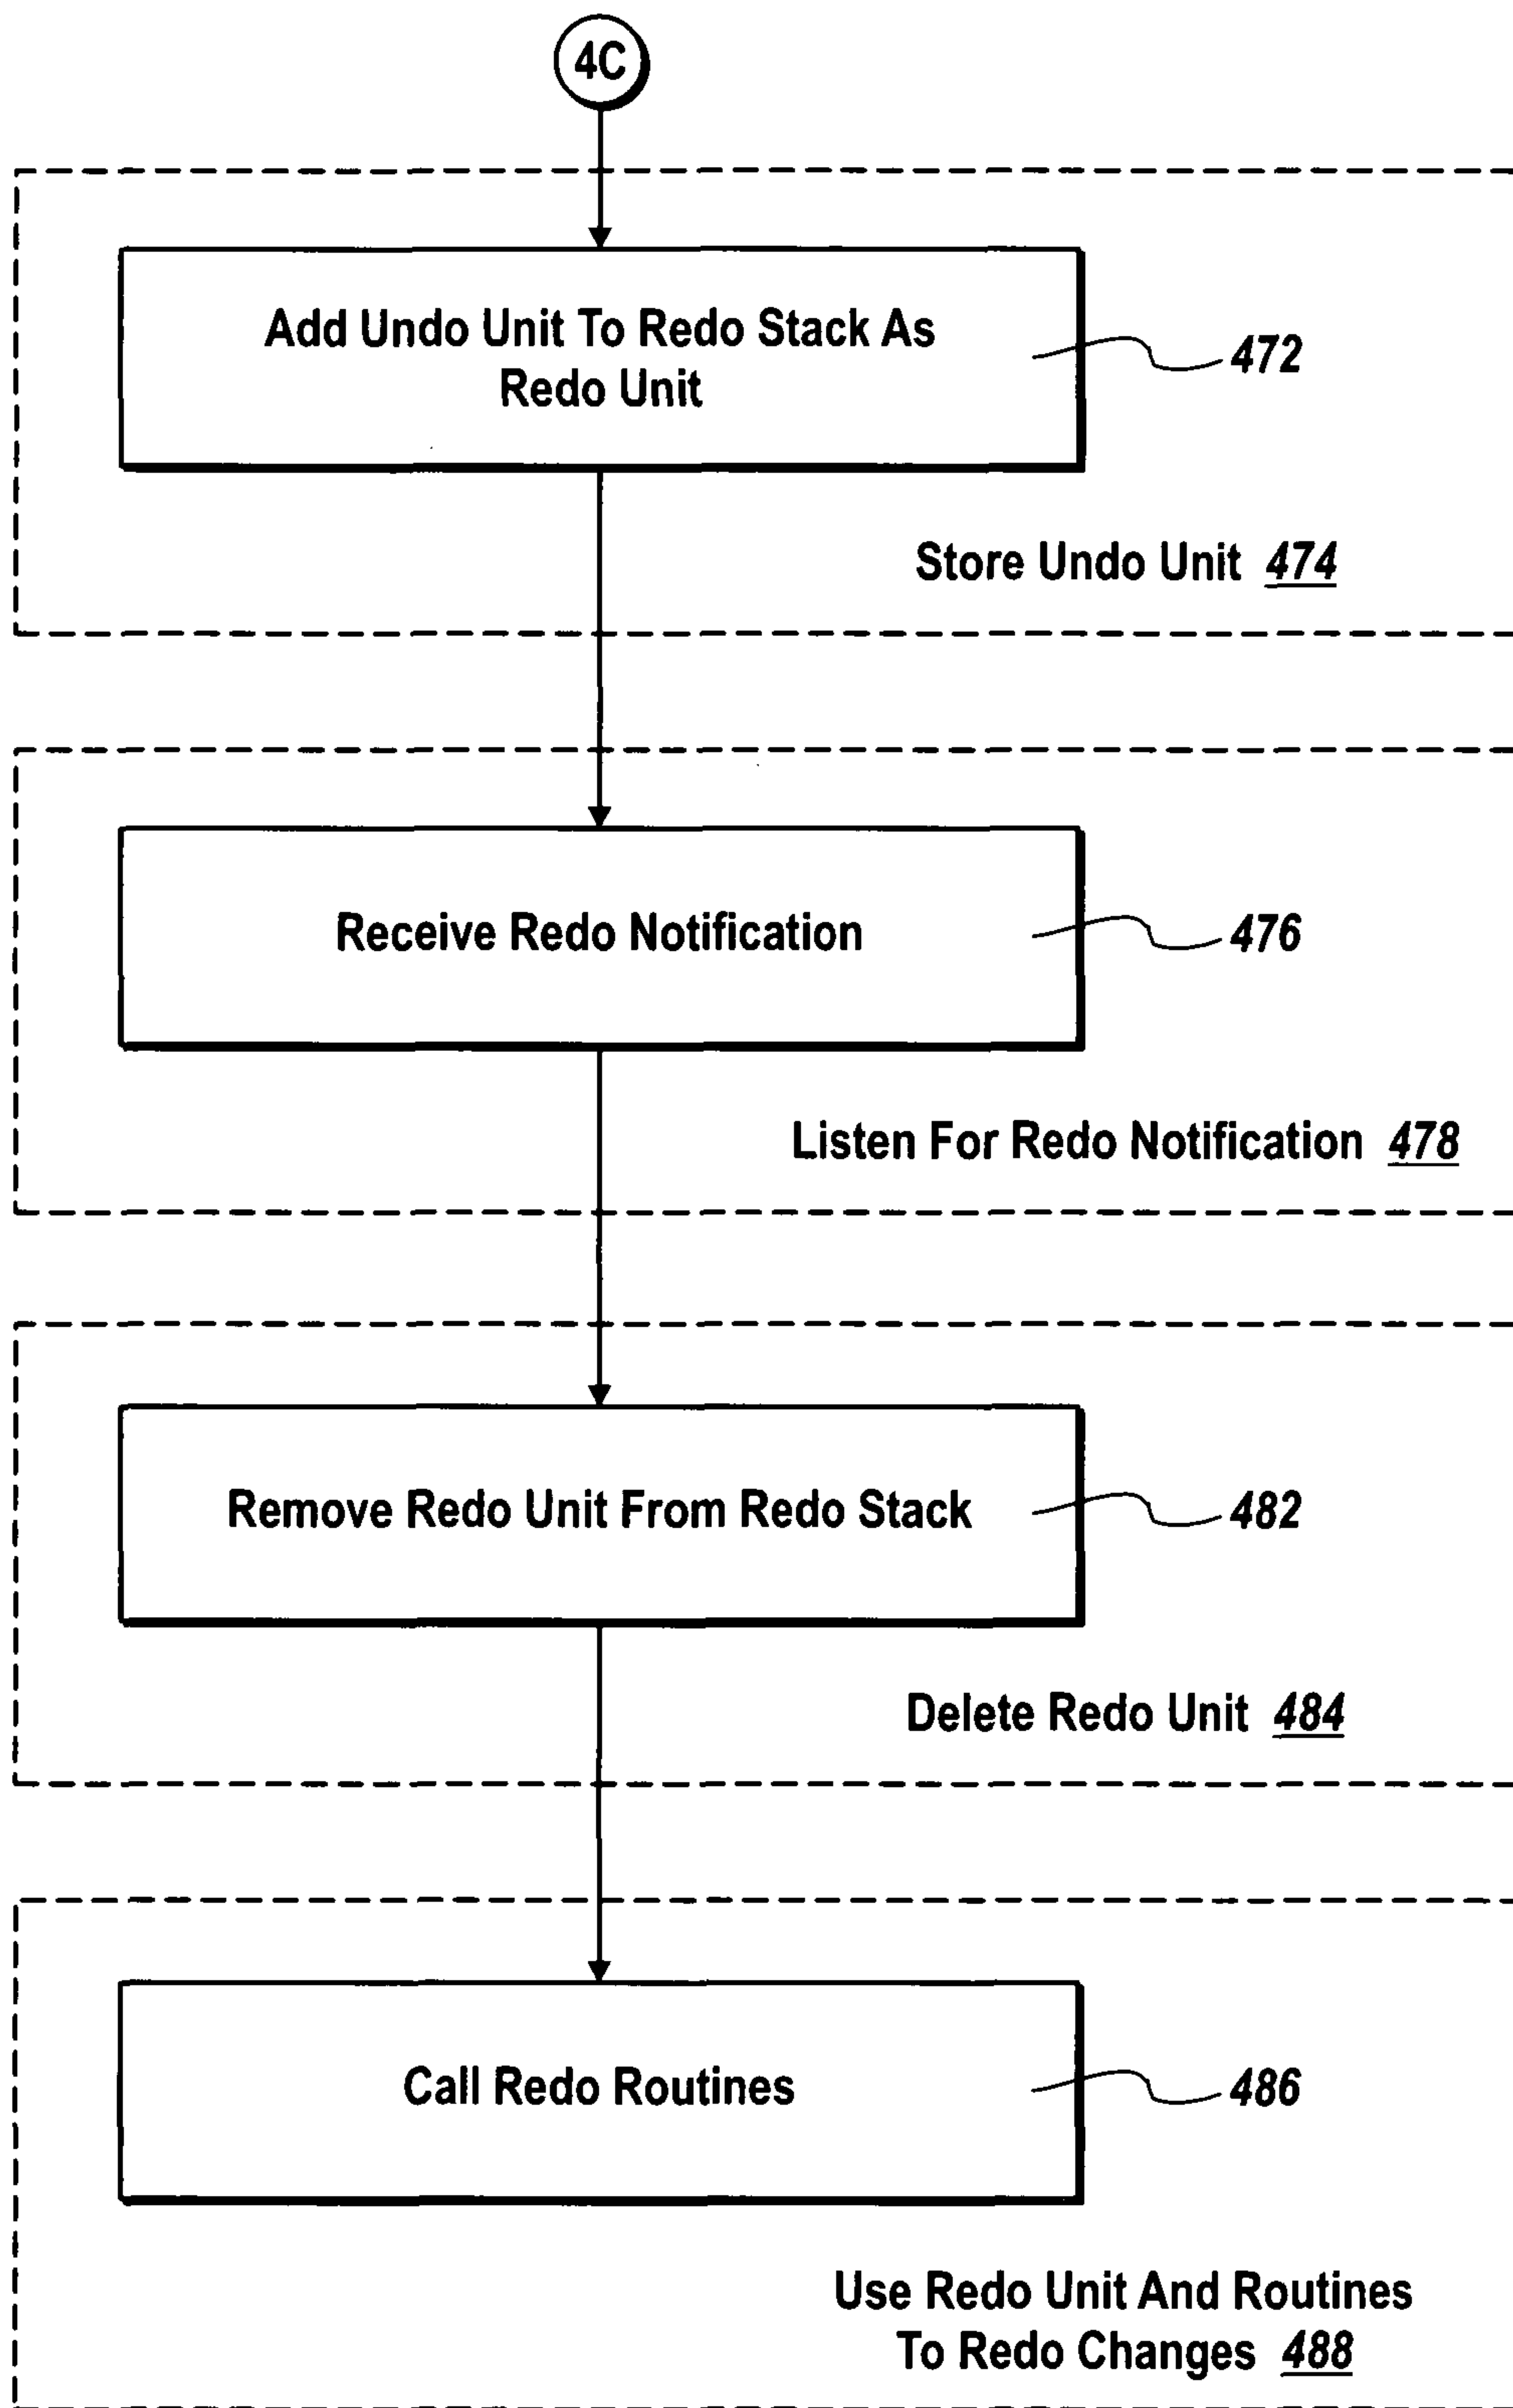 4C
Add Undo Unit To Redo Stack As
Redo Unit
472
Store Undo Unit 474
Receive Redo Notification
476
Listen For Redo Notification 478
Remove Redo Unit From Redo Stack
482
Delete Redo Unit 484
Call Redo Routines
486
Use Redo Unit And Routines
To Redo Changes 488